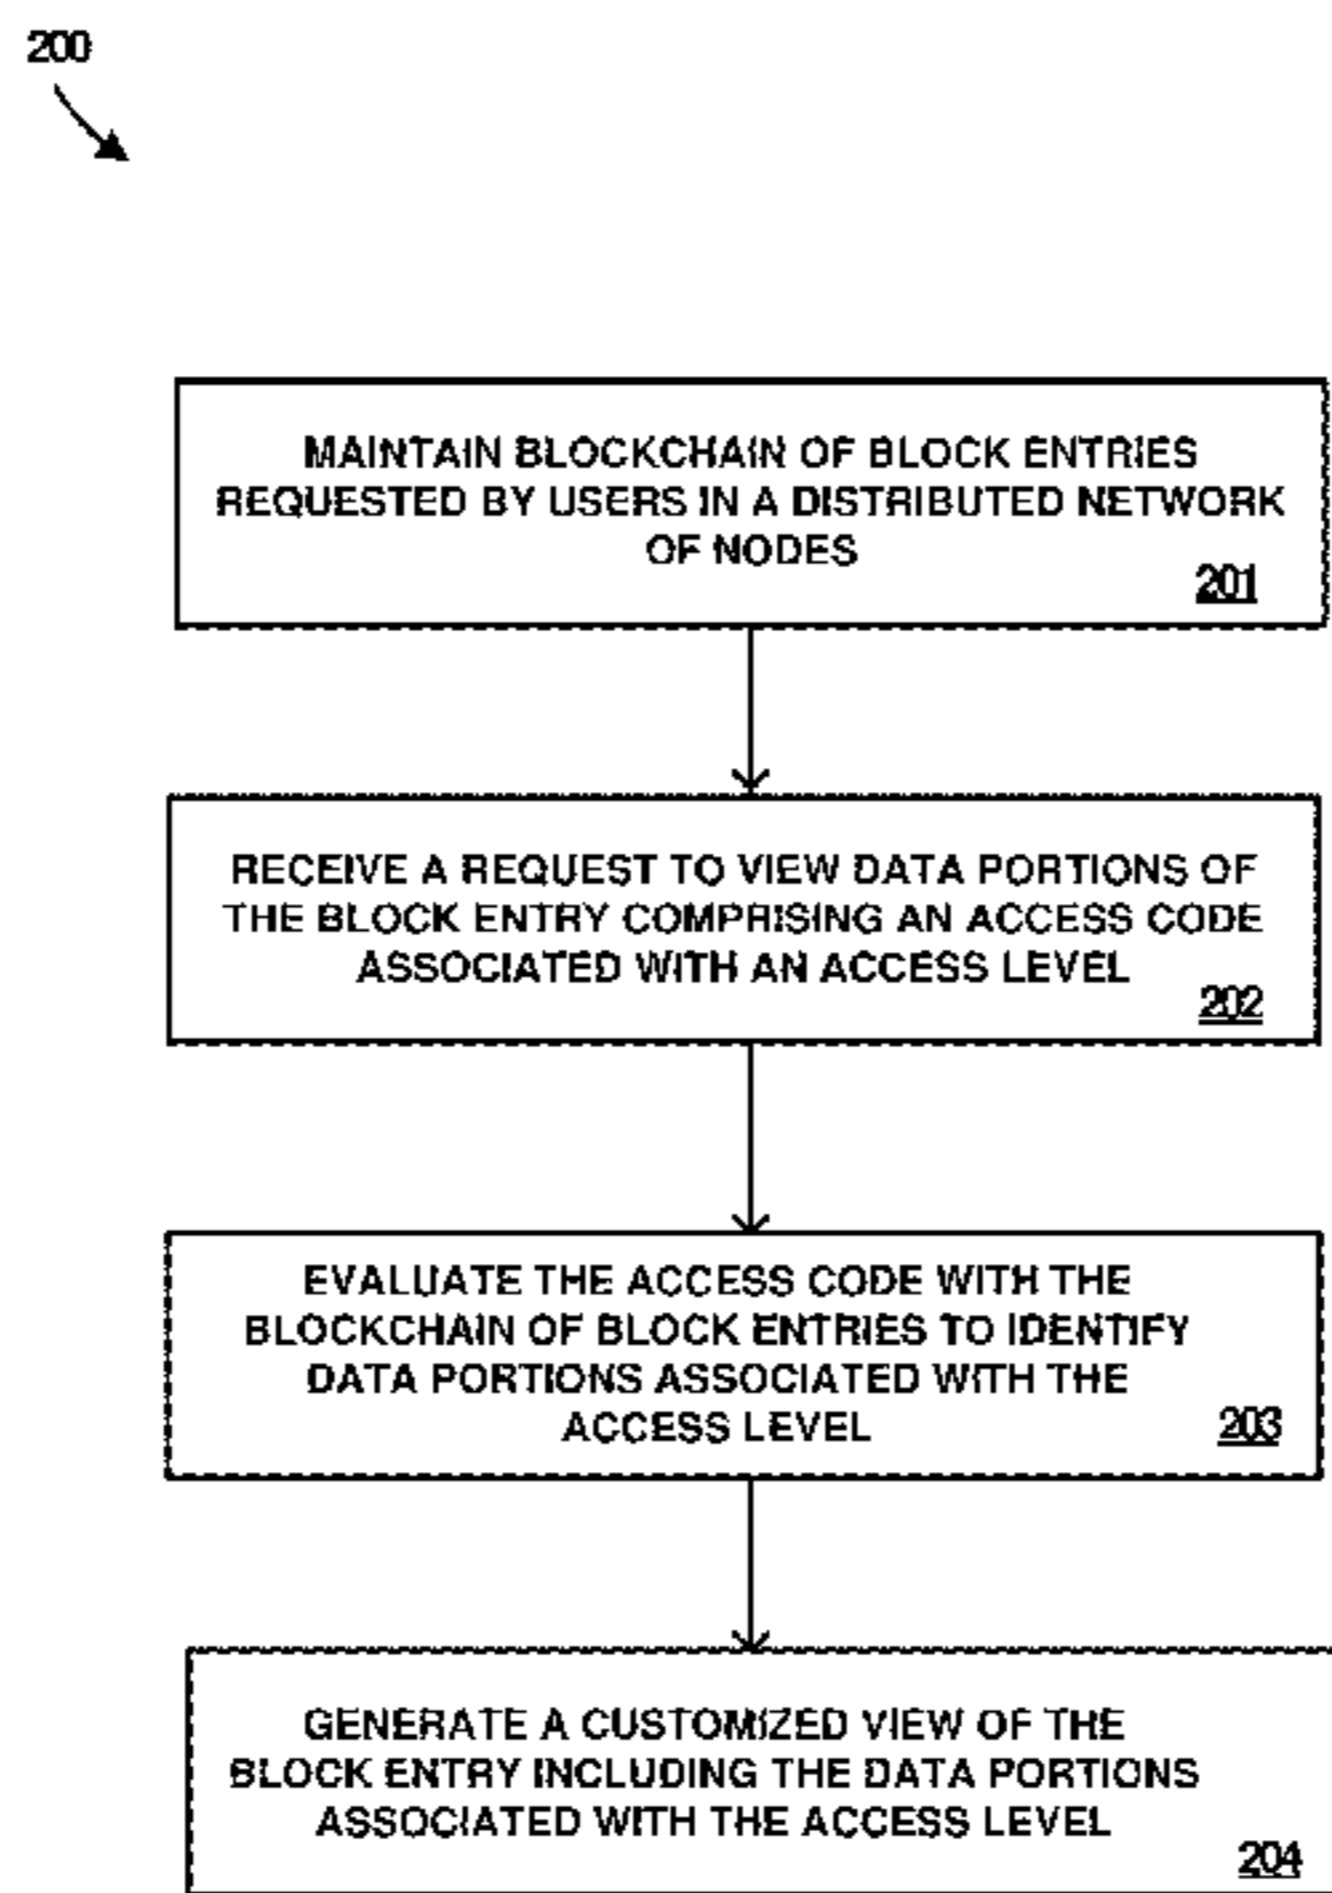 200
MAINTAIN BLOCKCHAIN OF BLOCK ENTRIES
REQUESTED BY USERS IN A DISTRIBUTED NETWORK
OF NODES
201
RECEIVE A REQUEST TO VIEW DATA PORTIONS OF
THE BLOCK ENTRY COMPRISING AN ACCESS CODE
ASSOCIATED WITH AN ACCESS LEVEL
202
EVALUATE THE ACCESS CODE WITH THE
BLOCKCHAIN OF BLOCK ENTRIES TO IDENTIFY
DATA PORTIONS ASSOCIATED WITH THE
ACCESS LEVEL
203
GENERATE A CUSTOMIZED VIEW OF THE
BLOCK ENTRY INCLUDING THE DATA PORTIONS
ASSOCIATED WITH THE ACCESS LEVEL
204